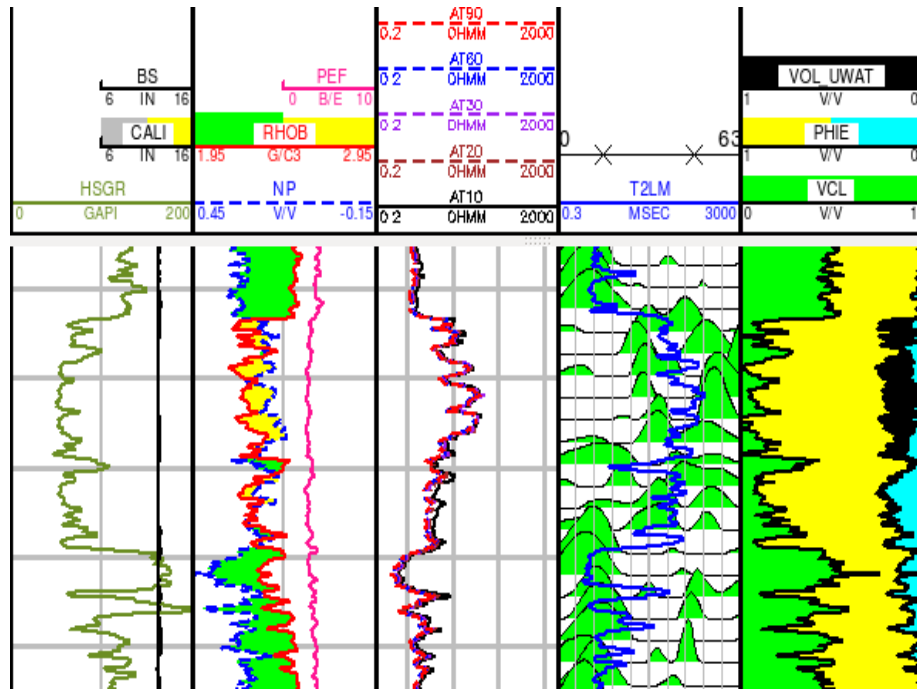 BS
6 IN 16
CALI
6 IN 16
HSGR
0 GAPI 200
PEF
0 B/E 10
RHOB
1.95 G/C3 2.95
NP
0.45 V/V -0.15
AT90
0.2 OHMM 2000
AT60
0.2 OHMM 2000
AT30
0.2 OHMM 2000
AT20
0.2 OHMM 2000
AT10
0.2 OHMM 2000
0 63
T2LM
0.3 MSEC 3000
VOL_UWAT
1 V/V 0
PHIE
1 V/V 0
VCL
0 V/V 1